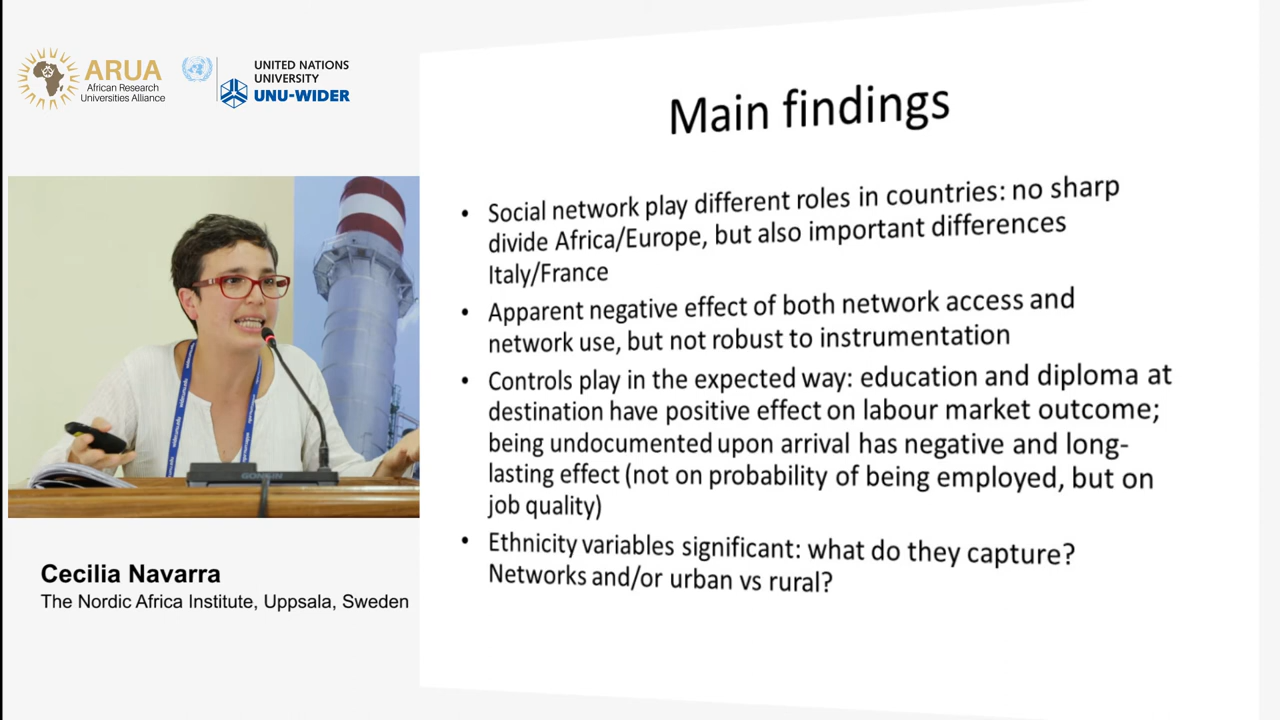 ARUA
African Research
Universities Alliance
UNITED NATIONS
UNIVERSITY
UNU-WIDER
Main findings
• Social network play different roles in countries: no sharp
divide Africa/Europe, but also important differences
Italy/France
• Apparent negative effect of both network access and
network use, but not robust to instrumentation
• Controls play in the expected way: education and diploma at
destination have positive effect on labour market outcome;
being undocumented upon arrival has negative and long-
lasting effect (not on probability of being employed, but on
job quality)
• Ethnicity variables significant: what do they capture?
Networks and/or urban vs rural?
Cecilia Navarra
The Nordic Africa Institute, Uppsala, Sweden